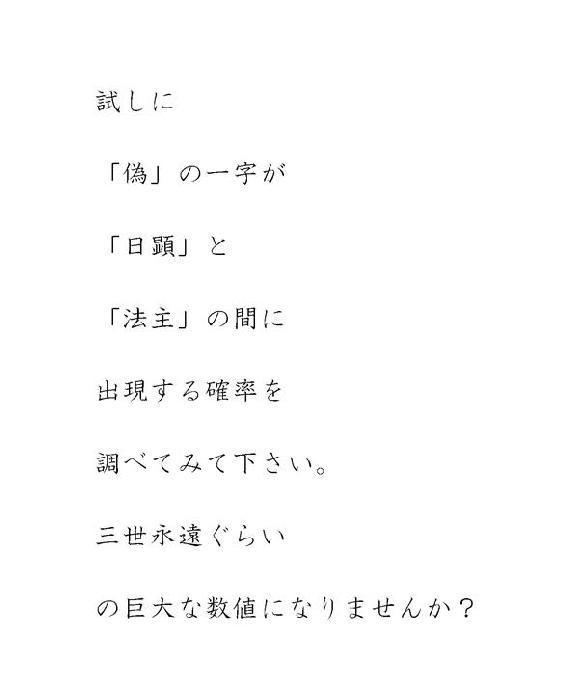 試しに
「偽」の一字が
「日顕」と
「法主」の間に
出現する確率を
調べてみて下さい。
三世永遠ぐらい
の巨大な数値になりませんか？